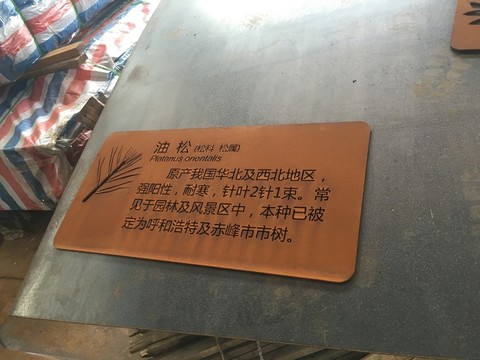 油 松 (松科 松属)
Platanus orientalis
原产我国华北及西北地区，
强阳性，耐寒，针叶2针1束。常
见于园林及风景区中，本种已被
定为呼和浩特及赤峰市市树。